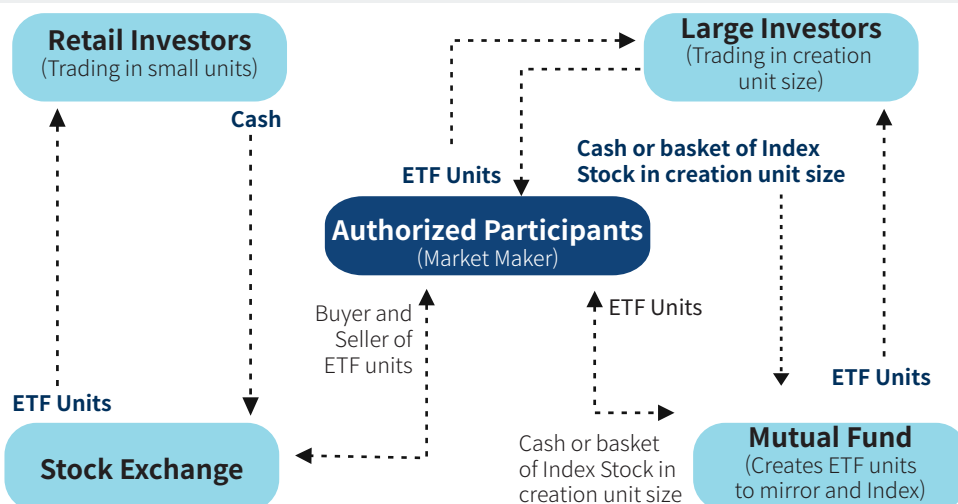 Retail Investors
(Trading in small units)
Large Investors
(Trading in creation
unit size)
Cash
Cash or basket of Index
Stock in creation unit size
ETF Units
Authorized Participants
(Market Maker)
Buyer and
Seller of
ETF units
ETF Units
ETF Units
ETF Units
Stock Exchange
Cash or basket
of Index Stock in
creation unit size
Mutual Fund
(Creates ETF units
to mirror and Index)